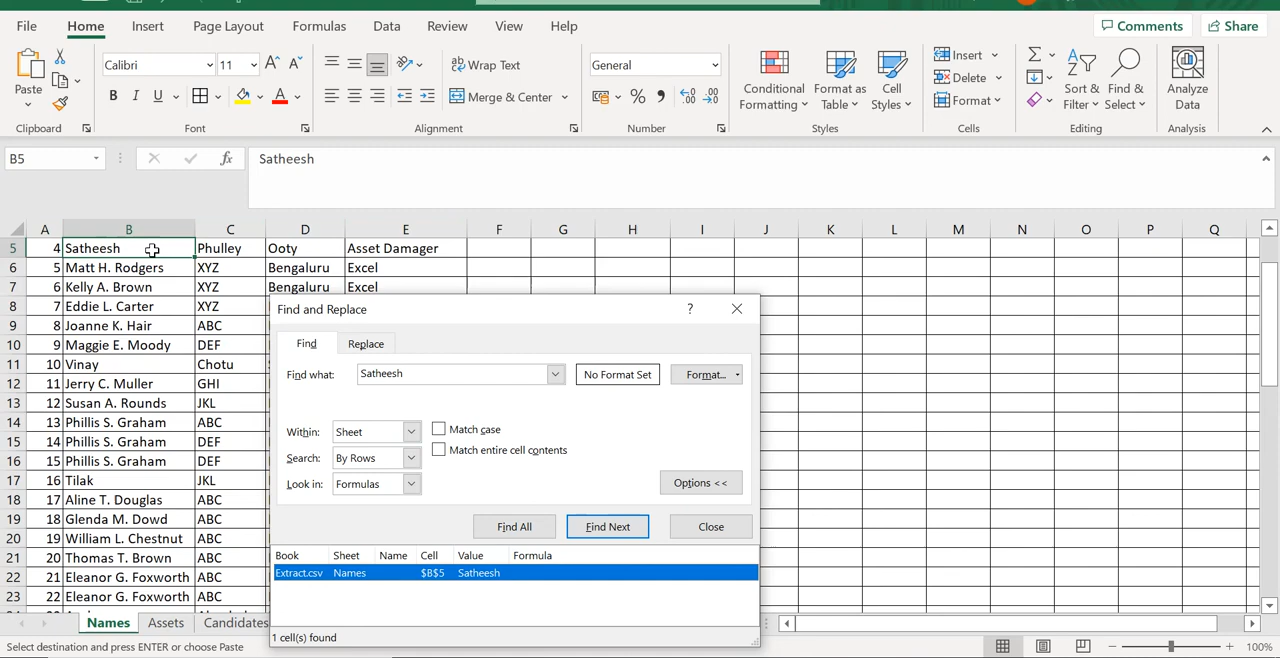 File Home Insert Page Layout Formulas Data Review View Help Comments Share
Calibri 11 Wrap Text General Insert
Paste Merge & Center Conditional Formatting Format as Table Cell Styles Delete Format Sort & Filter Find & Select Analyze Data
Clipboard Font Alignment Number Styles Cells Editing Analysis
B5 fx Satheesh
A B C D E F G H I J K L M N O P Q
5 4 Satheesh Phulley Ooty Asset Damager
6 5 Matt H. Rodgers XYZ Bengaluru Excel
7 6 Kelly A. Brown XYZ Bengaluru Excel
8 7 Eddie L. Carter XYZ
9 8 Joanne K. Hair ABC
10 9 Maggie E. Moody DEF
11 10 Vinay Chotu
12 11 Jerry C. Muller GHI
13 12 Susan A. Rounds JKL
14 13 Phillis S. Graham ABC
15 14 Phillis S. Graham DEF
16 15 Phillis S. Graham DEF
17 16 Tilak JKL
18 17 Aline T. Douglas ABC
19 18 Glenda M. Dowd ABC
20 19 William L. Chestnut ABC
21 20 Thomas T. Brown ABC
22 21 Eleanor G. Foxworth ABC
23 22 Eleanor G. Foxworth ABC
Find and Replace ?
Find Replace
Find what: Satheesh No Format Set Format...
Within: Sheet Match case
Search: By Rows Match entire cell contents
Look in: Formulas Options <<
Find All Find Next Close
Book Sheet Name Cell Value Formula
Extract.csv Names $B$5 Satheesh
1 cell(s) found
Names Assets Candidates
Select destination and press ENTER or choose Paste 100%